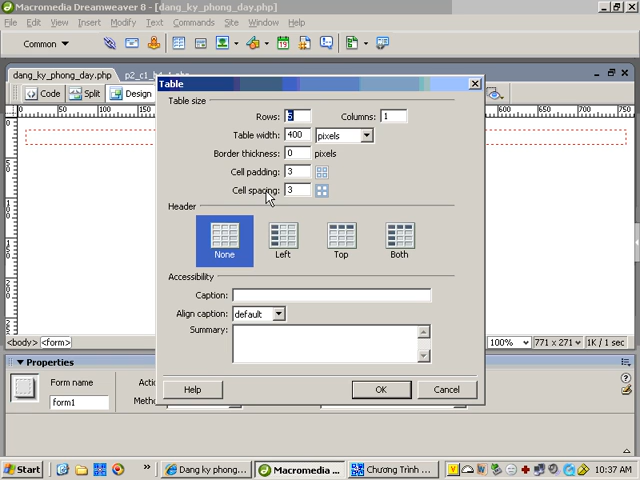 Macromedia Dreamweaver 8 - [dang_ky_phong_day.php]
File Edit View Insert Modify Text Commands Site Window Help
Common
dang_ky_phong_day.php
Code Split Design
Table
Table size
Rows: 5 Columns: 1
Table width: 400 pixels
Border thickness: 0 pixels
Cell padding: 3
Cell spacing: 3
Header
None Left Top Both
Accessibility
Caption:
Align caption: default
Summary:
Help OK Cancel
<body> <form>
100% 771 x 271 1K / 1 sec
Properties
Form name
form1
Start Dang ky phong... Macromedia ... Chương Trình ... 10:37 AM